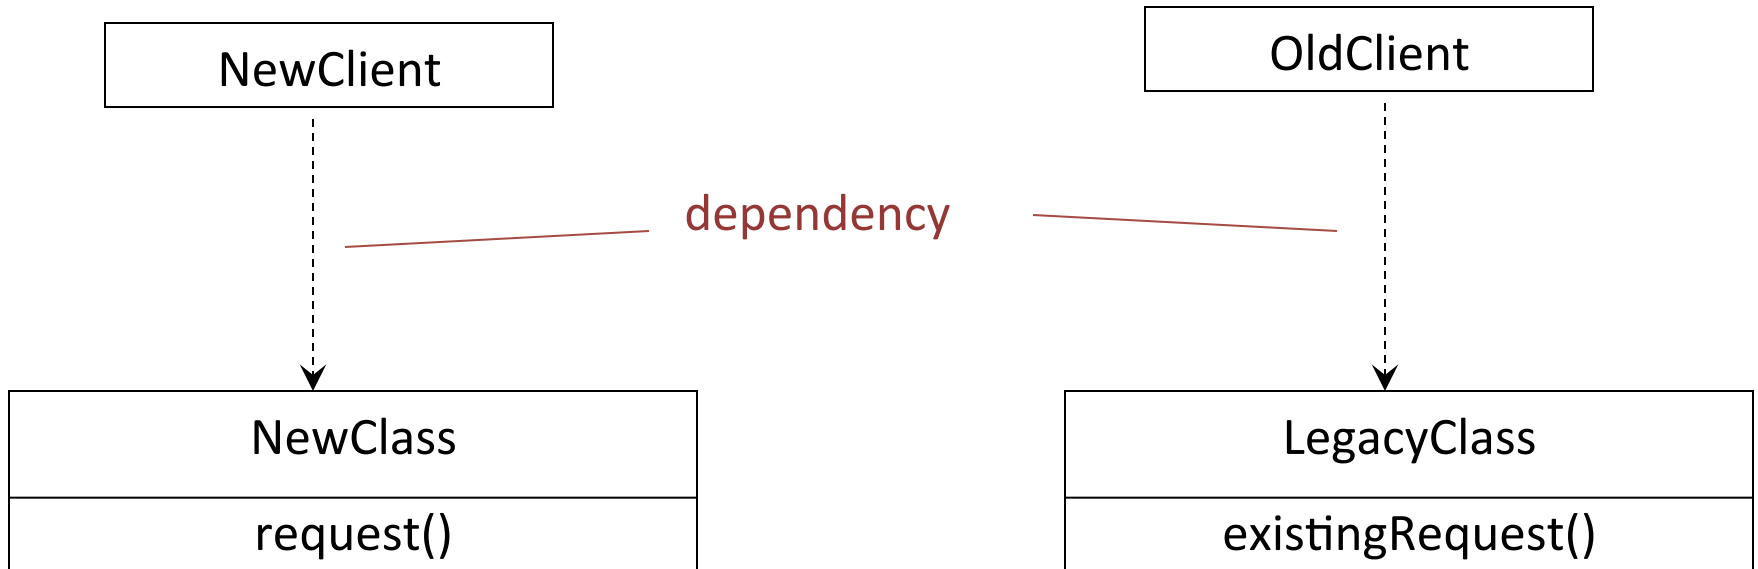 NewClient
OldClient
dependency
NewClass
LegacyClass
request()
existingRequest()